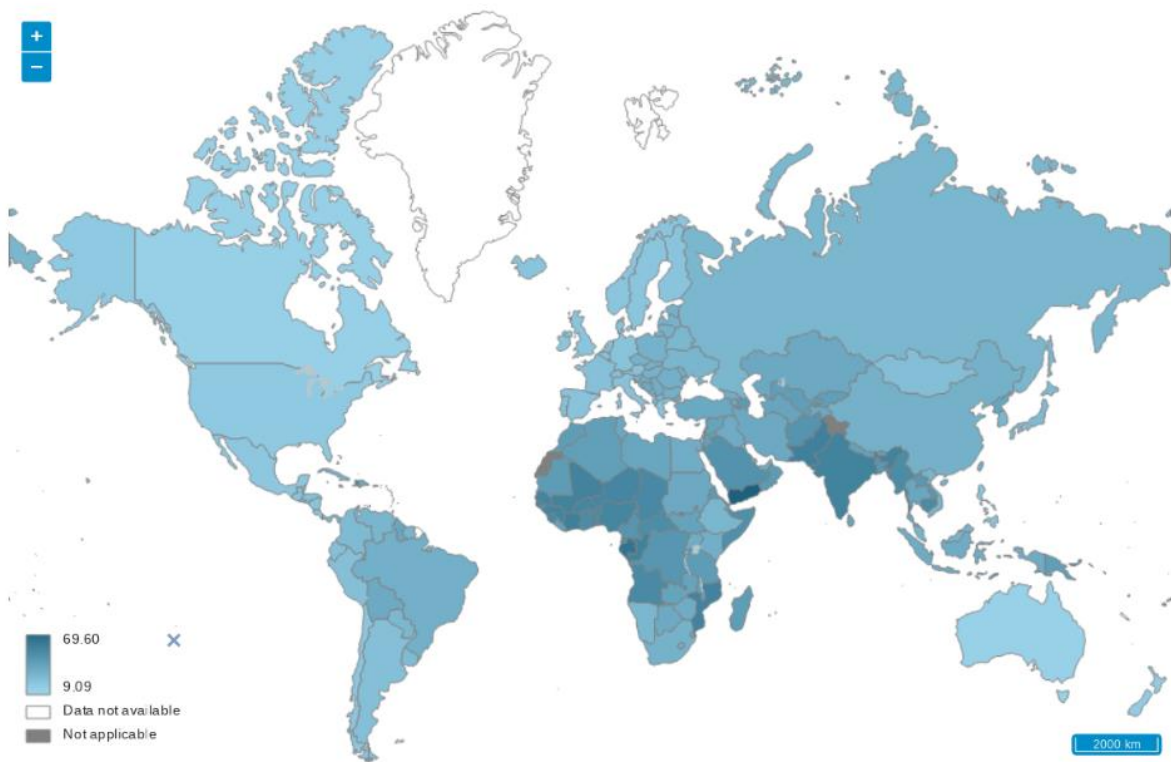 +
−
69.60
9.09
Data not available
Not applicable
2000 km